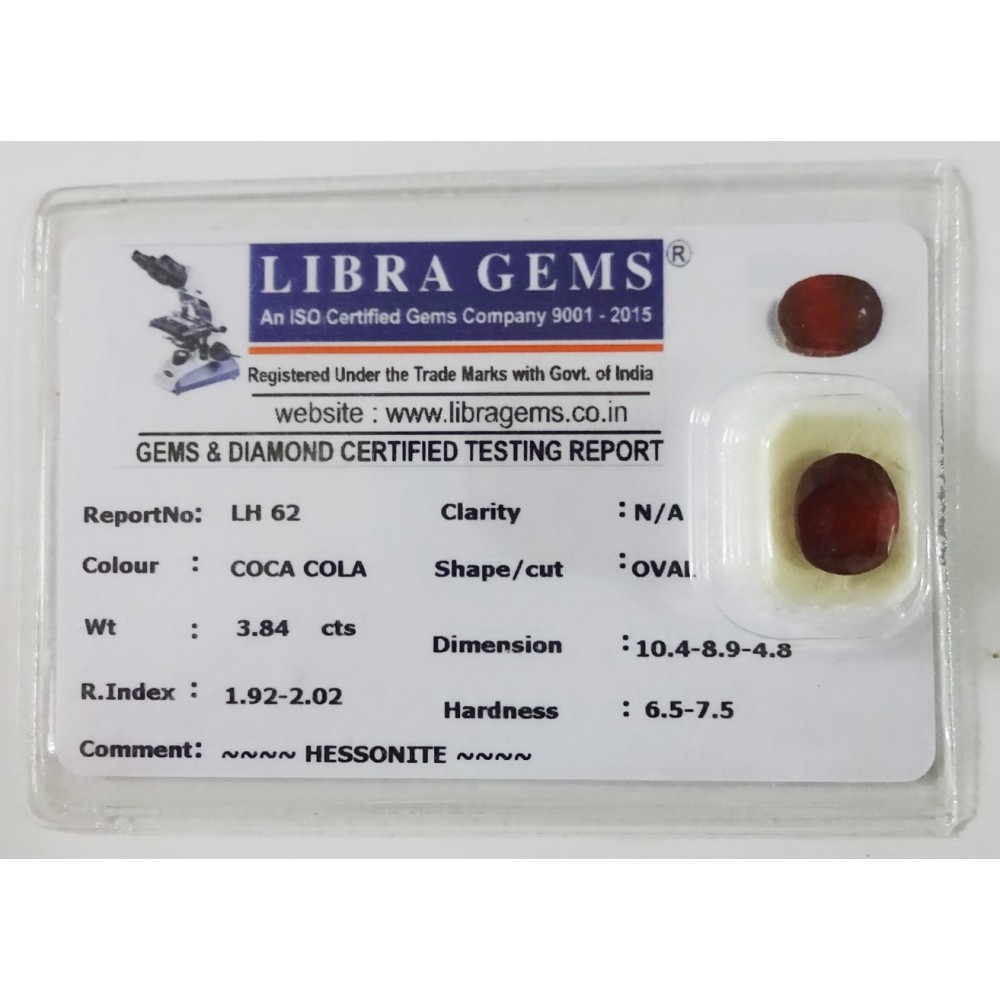 LIBRA GEMS ®
An ISO Certified Gems Company 9001 - 2015
Registered Under the Trade Marks with Govt. of India
website : www.libragems.co.in
GEMS & DIAMOND CERTIFIED TESTING REPORT
ReportNo: LH 62 Clarity : N/A
Colour : COCA COLA Shape/cut : OVAL
Wt : 3.84 cts Dimension : 10.4-8.9-4.8
R.Index : 1.92-2.02 Hardness : 6.5-7.5
Comment: ~~~~ HESSONITE ~~~~